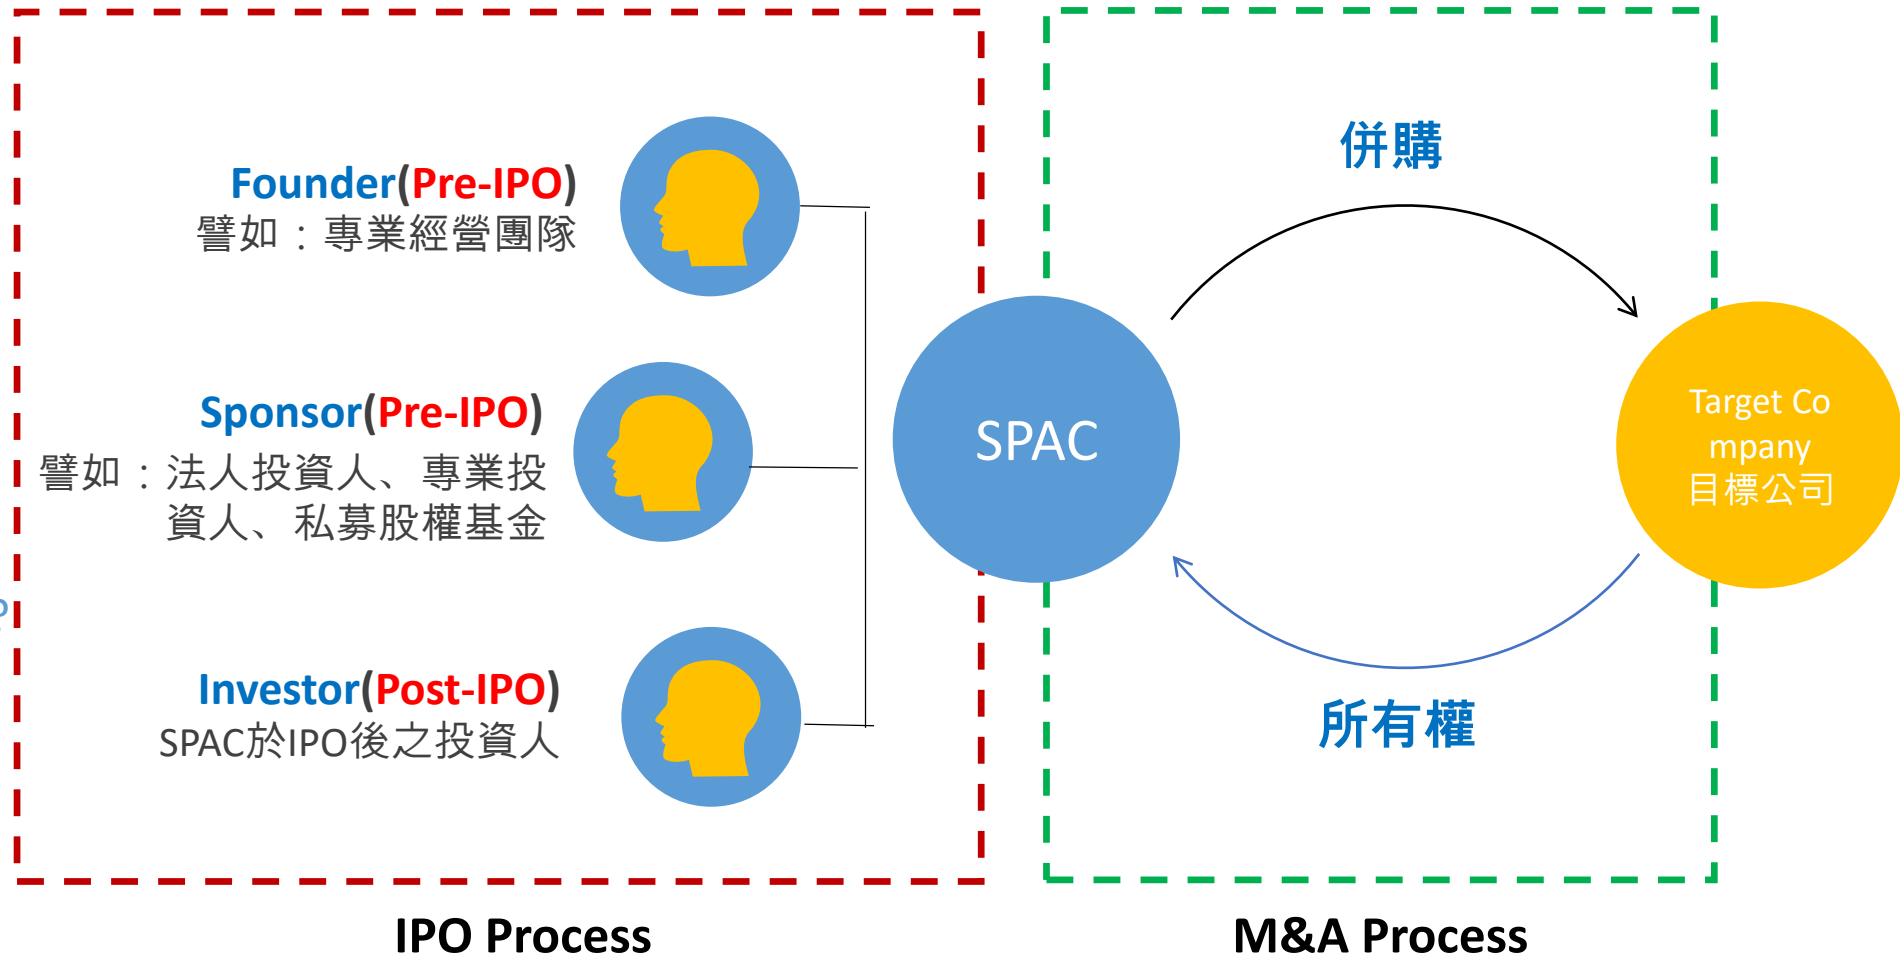 Founder(Pre-IPO)
譬如：專業經營團隊
Sponsor(Pre-IPO)
譬如：法人投資人、專業投
資人、私募股權基金
Investor(Post-IPO)
SPAC於IPO後之投資人
IPO Process
SPAC
併購
所有權
Target Co
mpany
目標公司
M&A Process